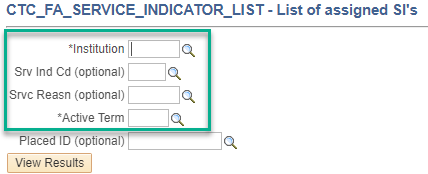 CTC_FA_SERVICE_INDICATOR_LIST - List of assigned SI's
*Institution
Srv Ind Cd (optional)
Srvc Reasn (optional)
*Active Term
Placed ID (optional)
View Results